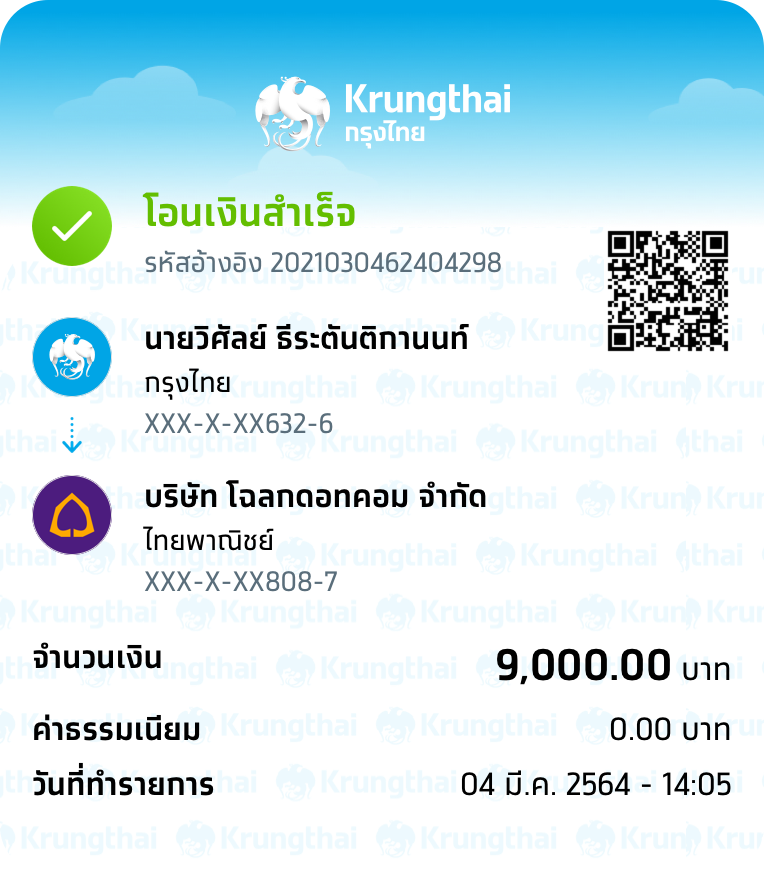 Krungthai
กรุงไทย
โอนเงินสำเร็จ
รหัสอ้างอิง 2021030462404298
นายวิศัลย์ ธีระตันติกานนท์
กรุงไทย
XXX-X-XX632-6
บริษัท โฉลกดอทคอม จำกัด
ไทยพาณิชย์
XXX-X-XX808-7
จำนวนเงิน 9,000.00 บาท
ค่าธรรมเนียม 0.00 บาท
วันที่ทำรายการ 04 มี.ค. 2564 - 14:05